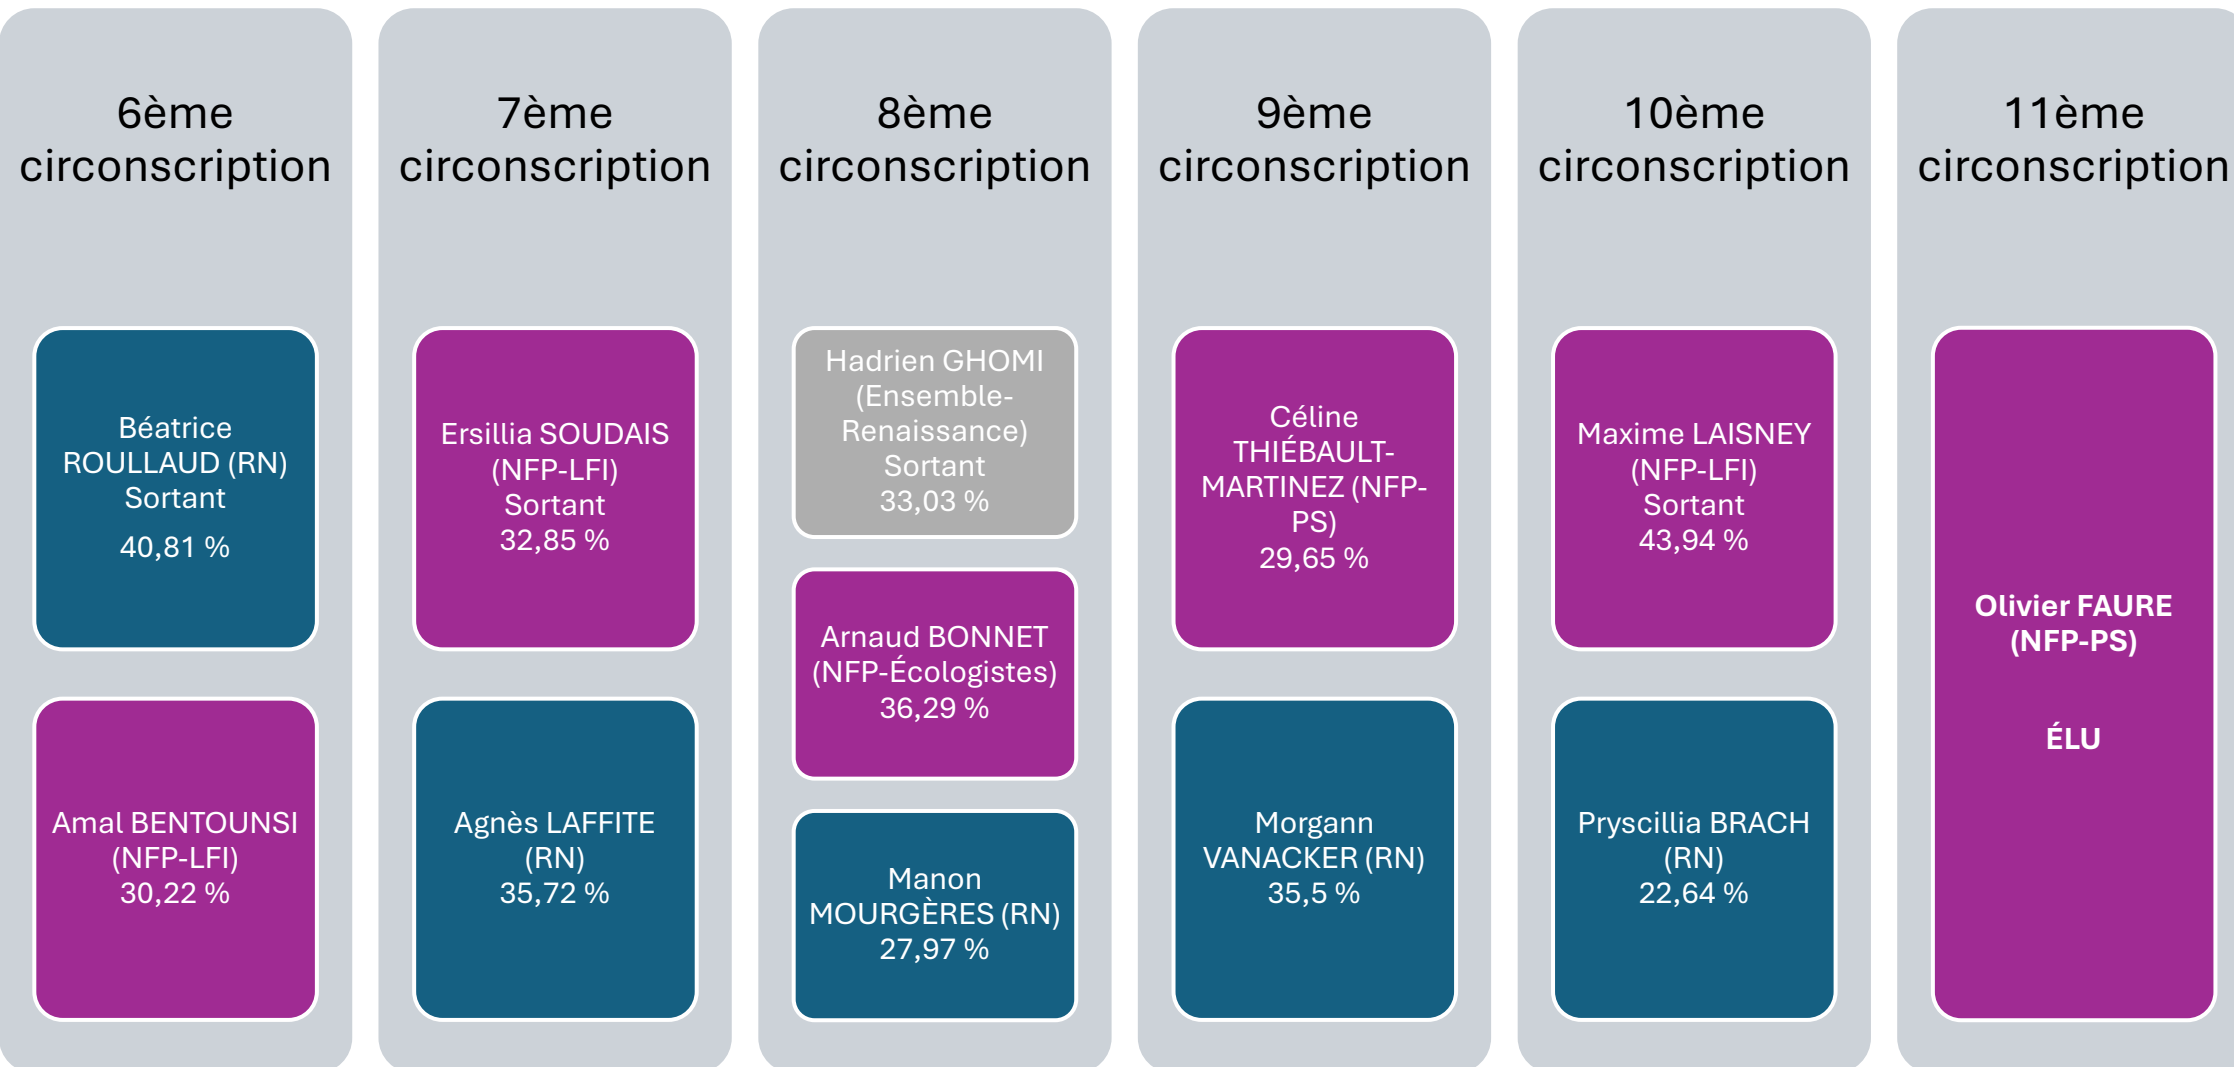 6ème
circonscription
Béatrice
ROULLAUD (RN)
Sortant
40,81 %
Amal BENTOUNSI
(NFP-LFI)
30,22 %
7ème
circonscription
Ersillia SOUDAIS
(NFP-LFI)
Sortant
32,85 %
Agnès LAFFITE
(RN)
35,72 %
8ème
circonscription
Hadrien GHOMI
(Ensemble-
Renaissance)
Sortant
33,03 %
Arnaud BONNET
(NFP-Écologistes)
36,29 %
Manon
MOURGÈRES (RN)
27,97 %
9ème
circonscription
Céline
THIÉBAULT-
MARTINEZ (NFP-
PS)
29,65 %
Morgann
VANACKER (RN)
35,5 %
10ème
circonscription
Maxime LAISNEY
(NFP-LFI)
Sortant
43,94 %
Pryscillia BRACH
(RN)
22,64 %
11ème
circonscription
Olivier FAURE
(NFP-PS)
ÉLU